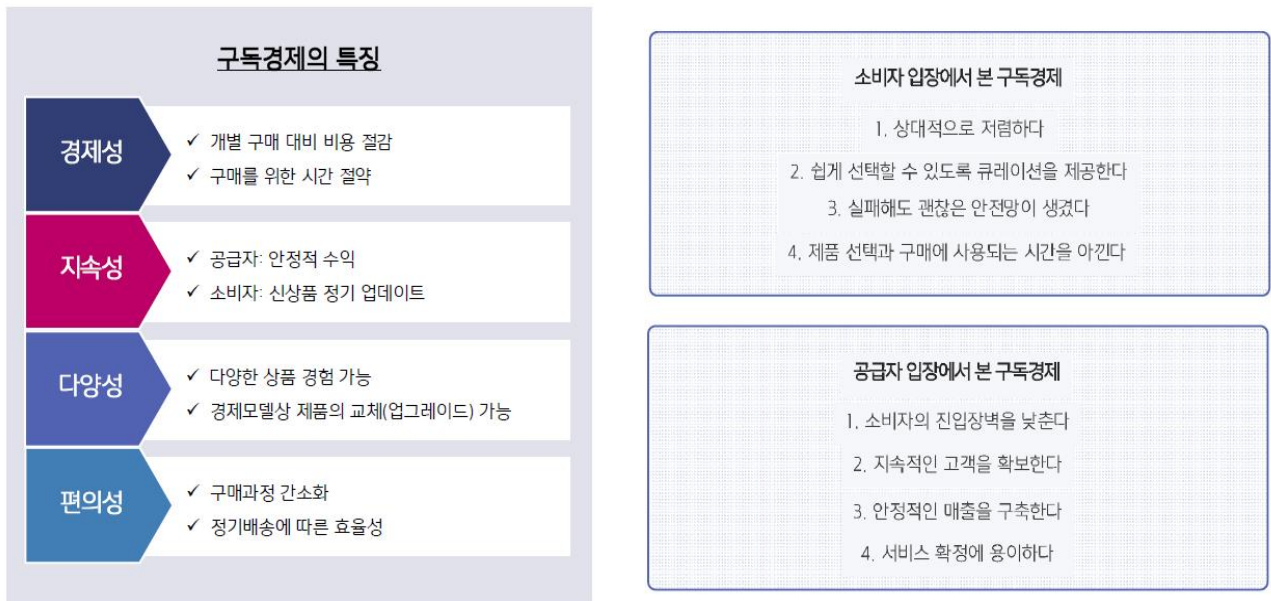 구독경제의 특징
경제성
✓ 개별 구매 대비 비용 절감
✓ 구매를 위한 시간 절약
지속성
✓ 공급자: 안정적 수익
✓ 소비자: 신상품 정기 업데이트
다양성
✓ 다양한 상품 경험 가능
✓ 경제모델상 제품의 교체(업그레이드) 가능
편의성
✓ 구매과정 간소화
✓ 정기배송에 따른 효율성
소비자 입장에서 본 구독경제
1. 상대적으로 저렴하다
2. 쉽게 선택할 수 있도록 큐레이션을 제공한다
3. 실패해도 괜찮은 안전망이 생겼다
4. 제품 선택과 구매에 사용되는 시간을 아낀다
공급자 입장에서 본 구독경제
1. 소비자의 진입장벽을 낮춘다
2. 지속적인 고객을 확보한다
3. 안정적인 매출을 구축한다
4. 서비스 확정에 용이하다